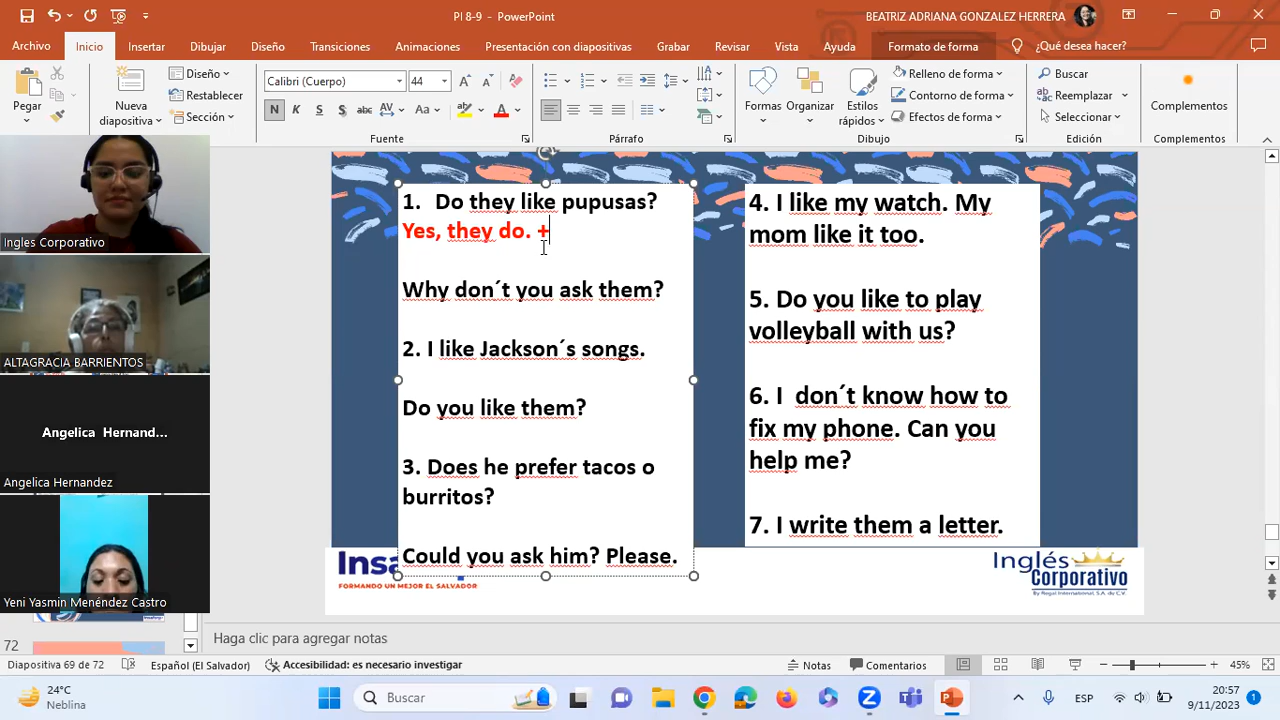 PI 8-9 - PowerPoint
BEATRIZ ADRIANA GONZALEZ HERRERA
Archivo Inicio Insertar Dibujar Diseño Transiciones Animaciones Presentación con diapositivas Grabar Revisar Vista Ayuda Formato de forma ¿Qué desea hacer?
Pegar
Nueva diapositiva
Diseño
Restablecer
Sección
Calibri (Cuerpo) 44
N K S S abc AV Aa A
Formas
Organizar
Estilos rápidos
Relleno de forma
Contorno de forma
Efectos de forma
Buscar
Reemplazar
Seleccionar
Complementos
Fuente Párrafo Dibujo Edición Complementos
Ingles Corporativo
ALTAGRACIA BARRIENTOS
Angelica Hernand...
Angelica Hernandez
Yeni Yasmin Menéndez Castro
1. Do they like pupusas?
Yes, they do. +
Why don´t you ask them?
2. I like Jackson´s songs.
Do you like them?
3. Does he prefer tacos o
burritos?
Could you ask him? Please.
4. I like my watch. My
mom like it too.
5. Do you like to play
volleyball with us?
6. I don´t know how to
fix my phone. Can you
help me?
7. I write them a letter.
FORMANDO UN MEJOR EL SALVADOR
Inglés
Corporativo
By Regal International, S.A. de C.V.
72
Haga clic para agregar notas
Diapositiva 69 de 72 Español (El Salvador) Accesibilidad: es necesario investigar Notas Comentarios 45%
24°C
Neblina
Buscar
ESP
20:57
9/11/2023
1